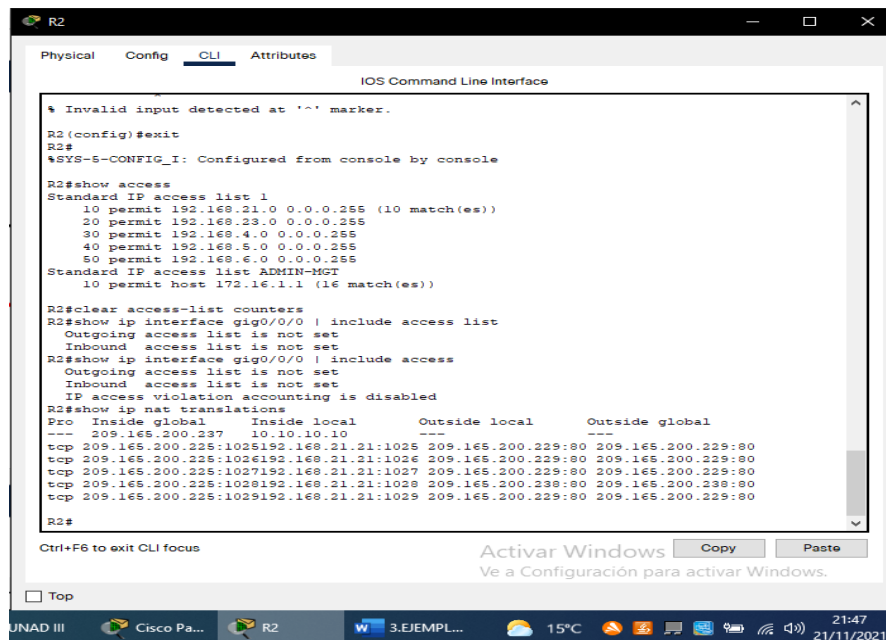 R2
Physical Config CLI Attributes
IOS Command Line Interface
% Invalid input detected at '^' marker.
R2(config)#exit
R2#
%SYS-5-CONFIG_I: Configured from console by console
R2#show access
Standard IP access list 1
10 permit 192.168.21.0 0.0.0.255 (10 match(es))
20 permit 192.168.23.0 0.0.0.255
30 permit 192.168.4.0 0.0.0.255
40 permit 192.168.5.0 0.0.0.255
50 permit 192.168.6.0 0.0.0.255
Standard IP access list ADMIN-MGT
10 permit host 172.16.1.1 (16 match(es))
R2#clear access-list counters
R2#show ip interface gig0/0/0 | include access list
Outgoing access list is not set
Inbound access list is not set
R2#show ip interface gig0/0/0 | include access
Outgoing access list is not set
Inbound access list is not set
IP access violation accounting is disabled
R2#show ip nat translations
Pro Inside global Inside local Outside local Outside global
--- 209.165.200.237 10.10.10.10 --- ---
tcp 209.165.200.225:1025192.168.21.21:1025 209.165.200.229:80 209.165.200.229:80
tcp 209.165.200.225:1026192.168.21.21:1026 209.165.200.229:80 209.165.200.229:80
tcp 209.165.200.225:1027192.168.21.21:1027 209.165.200.229:80 209.165.200.229:80
tcp 209.165.200.225:1028192.168.21.21:1028 209.165.200.238:80 209.165.200.238:80
tcp 209.165.200.225:1029192.168.21.21:1029 209.165.200.229:80 209.165.200.229:80
R2#
Ctrl+F6 to exit CLI focus
Copy Paste
Activar Windows
Ve a Configuración para activar Windows.
Top
UNAD III Cisco Pa... R2 3.EJEMPL... 15°C 21:47
21/11/2021